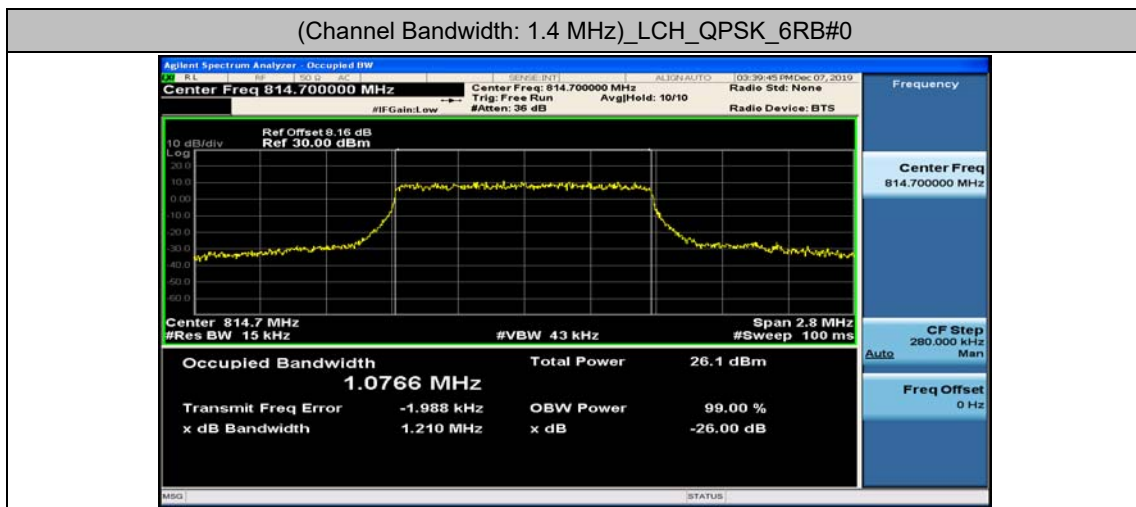 (Channel Bandwidth: 1.4 MHz)_LCH_QPSK_6RB#0
Agilent Spectrum Analyzer - Occupied BW
LXI RL RF 50 Ω AC SENSE:INT ALIGN AUTO 03:39:45 PM Dec 07, 2019
Center Freq 814.700000 MHz
Center Freq: 814.700000 MHz
Radio Std: None
Trig: Free Run Avg|Hold: 10/10
#IFGain:Low #Atten: 36 dB Radio Device: BTS
Frequency
Ref Offset 8.16 dB
10 dB/div Ref 30.00 dBm
Log
20.0
10.0
0.00
-10.0
-20.0
-30.0
-40.0
-50.0
-60.0
Center Freq
814.700000 MHz
Center 814.7 MHz Span 2.8 MHz
#Res BW 15 kHz #VBW 43 kHz #Sweep 100 ms
CF Step
280.000 kHz
Auto Man
Occupied Bandwidth Total Power 26.1 dBm
1.0766 MHz
Transmit Freq Error -1.988 kHz OBW Power 99.00 %
x dB Bandwidth 1.210 MHz x dB -26.00 dB
Freq Offset
0 Hz
MSG STATUS